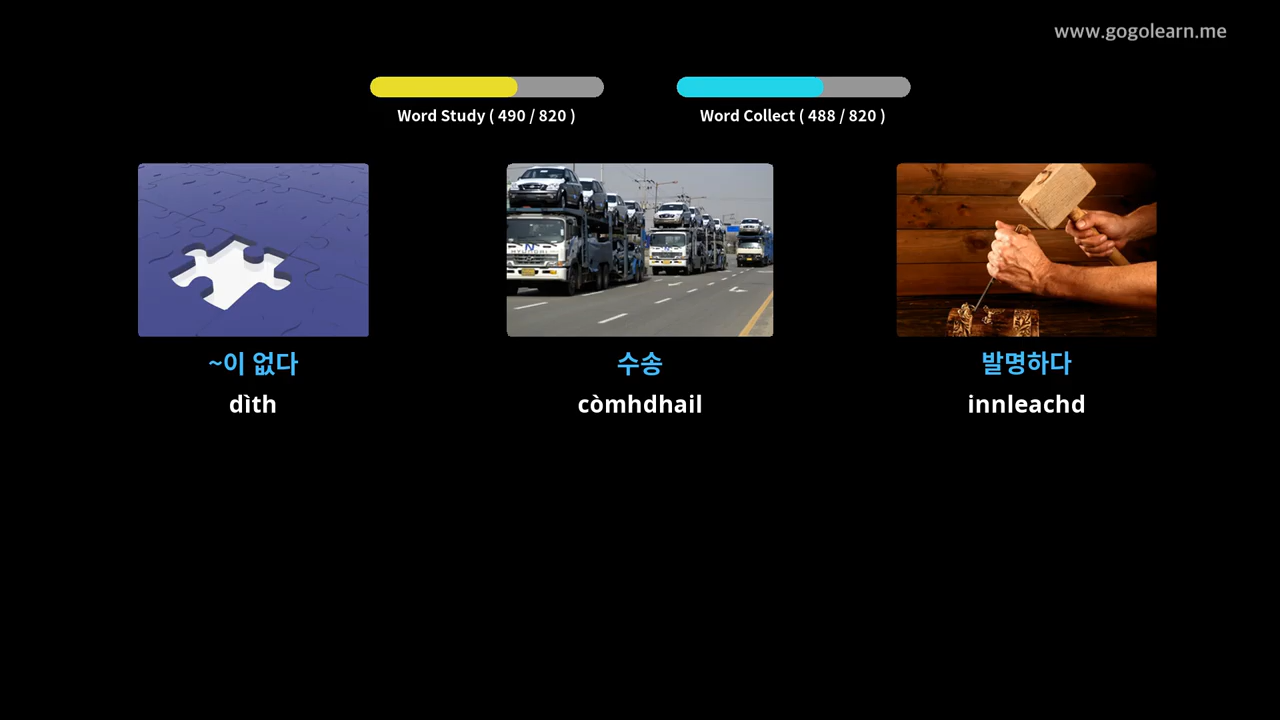 www.gogolearn.me
Word Study ( 490 / 820 )
Word Collect ( 488 / 820 )
~이 없다
수송
발명하다
dìth
còmhdhail
innleachd